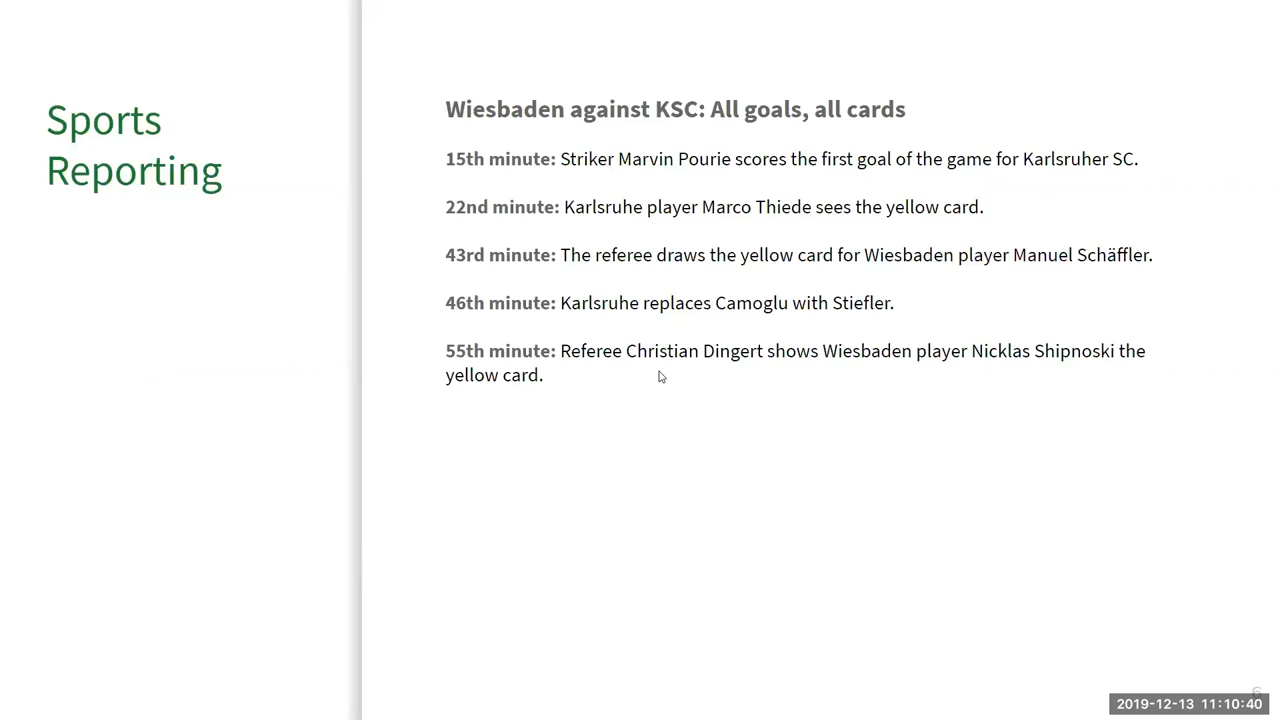 Sports
Reporting
Wiesbaden against KSC: All goals, all cards
15th minute: Striker Marvin Pourie scores the first goal of the game for Karlsruher SC.
22nd minute: Karlsruhe player Marco Thiede sees the yellow card.
43rd minute: The referee draws the yellow card for Wiesbaden player Manuel Schäffler.
46th minute: Karlsruhe replaces Camoglu with Stiefler.
55th minute: Referee Christian Dingert shows Wiesbaden player Nicklas Shipnoski the
yellow card.
6
2019-12-13 11:10:40